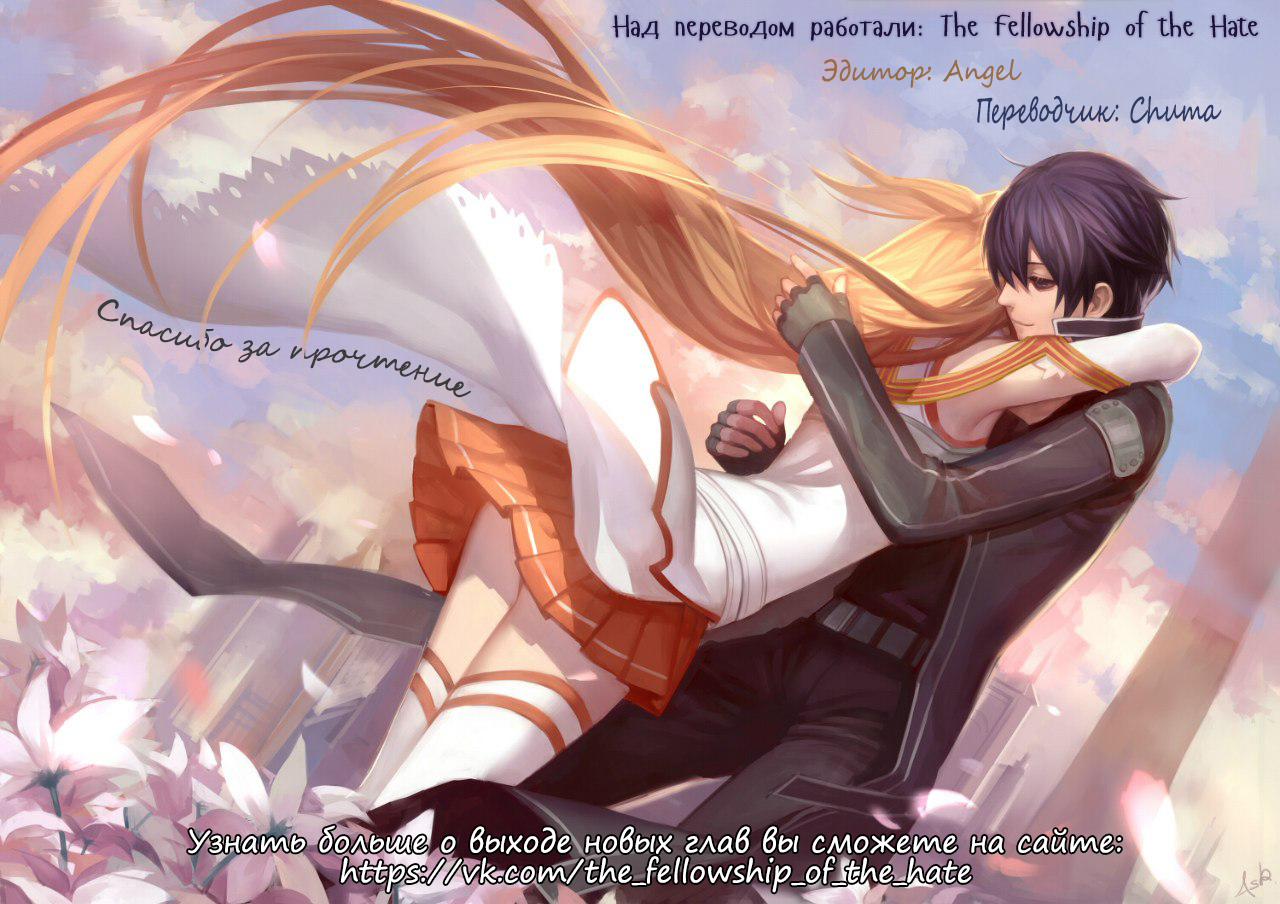 Над переводом работали: The Fellowship of the Hate
Эдитор: Angel
Переводчик: Chuma
Спасибо за прочтение
Узнать больше о выходе новых глав вы сможете на сайте:
https://vk.com/the_fellowship_of_the_hate